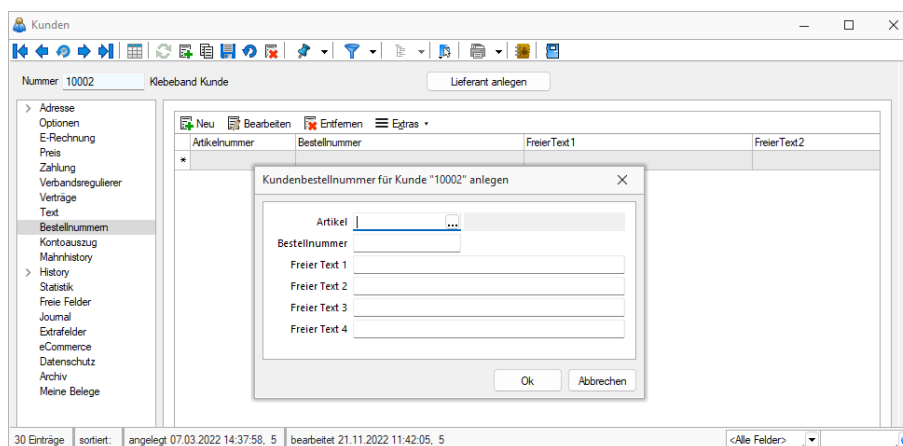 Kunden
Nummer 10002 Klebeband Kunde Lieferant anlegen
Adresse
Optionen
E-Rechnung
Preis
Zahlung
Verbandsregulierer
Verträge
Text
Bestellnummern
Kontoauszug
Mahnhistory
History
Statistik
Freie Felder
Journal
Extrafelder
eCommerce
Datenschutz
Archiv
Meine Belege
Neu Bearbeiten Entfernen Extras
Artikelnummer Bestellnummer FreierText1 FreierText2
*
Kundenbestellnummer für Kunde "10002" anlegen
Artikel ...
Bestellnummer
Freier Text 1
Freier Text 2
Freier Text 3
Freier Text 4
Ok Abbrechen
30 Einträge sortiert: angelegt 07.03.2022 14:37:58, 5 bearbeitet 21.11.2022 11:42:05, 5 <Alle Felder>